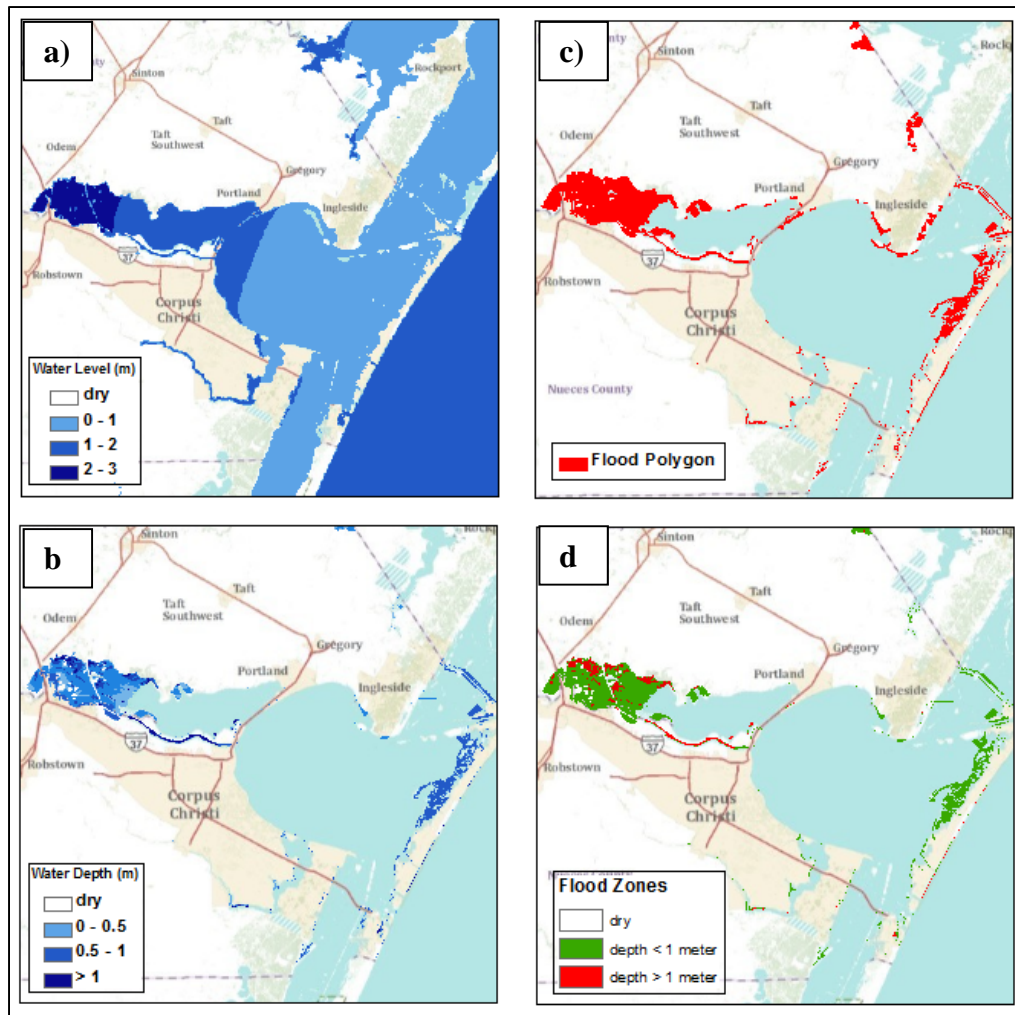 a)
County
Sinton
Rockport
Taft
Southwest
Taft
Odem
Gregory
Portland
Ingleside
37
Robstown
Corpus
Christi
Water Level (m)
dry
0 - 1
1 - 2
2 - 3
c)
Sinton
Rock
Taft
Southwest
Taft
Odem
Gregory
Portland
Ingleside
37
Robstown
Corpus
Christi
Nueces County
Flood Polygon
b
Sinton
Rock
Taft
Southwest
Taft
Odem
Gregory
Portland
Ingleside
37
Robstown
Corpus
Christi
Water Depth (m)
dry
0 - 0.5
0.5 - 1
> 1
d
Sinton
Taft
Southwest
Taft
Odem
Gregory
Portland
Ingleside
37
Robstown
Corpus
Christi
Flood Zones
dry
depth < 1 meter
depth > 1 meter